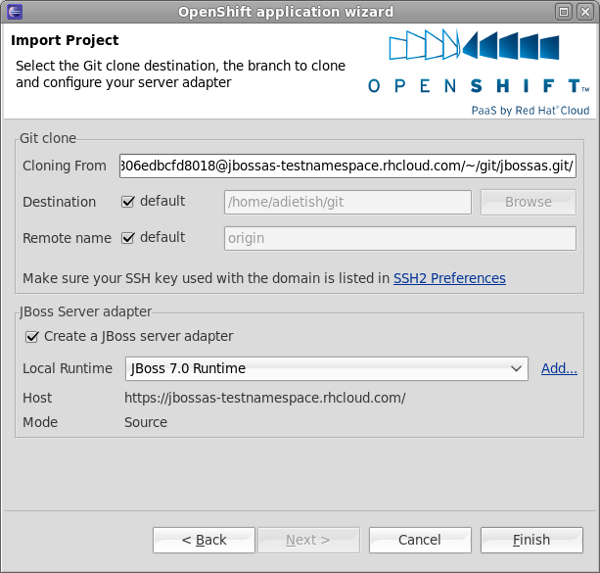 OpenShift application wizard
Import Project
Select the Git clone destination, the branch to clone
and configure your server adapter
OPENSHIFT™
PaaS by Red Hat® Cloud
Git clone
Cloning From 306edbcfd8018@jbossas-testnamespace.rhcloud.com/~/git/jbossas.git/
Destination default /home/adietish/git Browse
Remote name default origin
Make sure your SSH key used with the domain is listed in SSH2 Preferences
JBoss Server adapter
Create a JBoss server adapter
Local Runtime JBoss 7.0 Runtime Add...
Host https://jbossas-testnamespace.rhcloud.com/
Mode Source
< Back Next > Cancel Finish